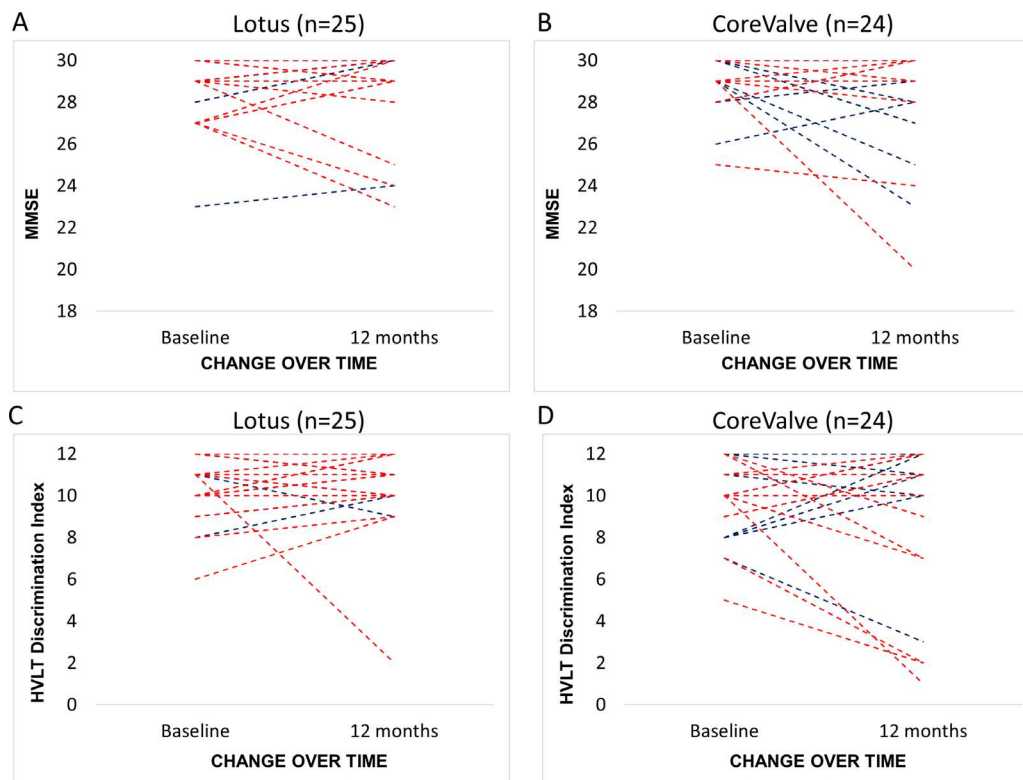 A
Lotus (n=25)
30
28
26
24
22
20
18
MMSE
Baseline
12 months
CHANGE OVER TIME
B
CoreValve (n=24)
30
28
26
24
22
20
18
MMSE
Baseline
12 months
CHANGE OVER TIME
C
Lotus (n=25)
12
10
8
6
4
2
0
HVLT Discrimination Index
Baseline
12 months
CHANGE OVER TIME
D
CoreValve (n=24)
12
10
8
6
4
2
0
HVLT Discrimination Index
Baseline
12 months
CHANGE OVER TIME